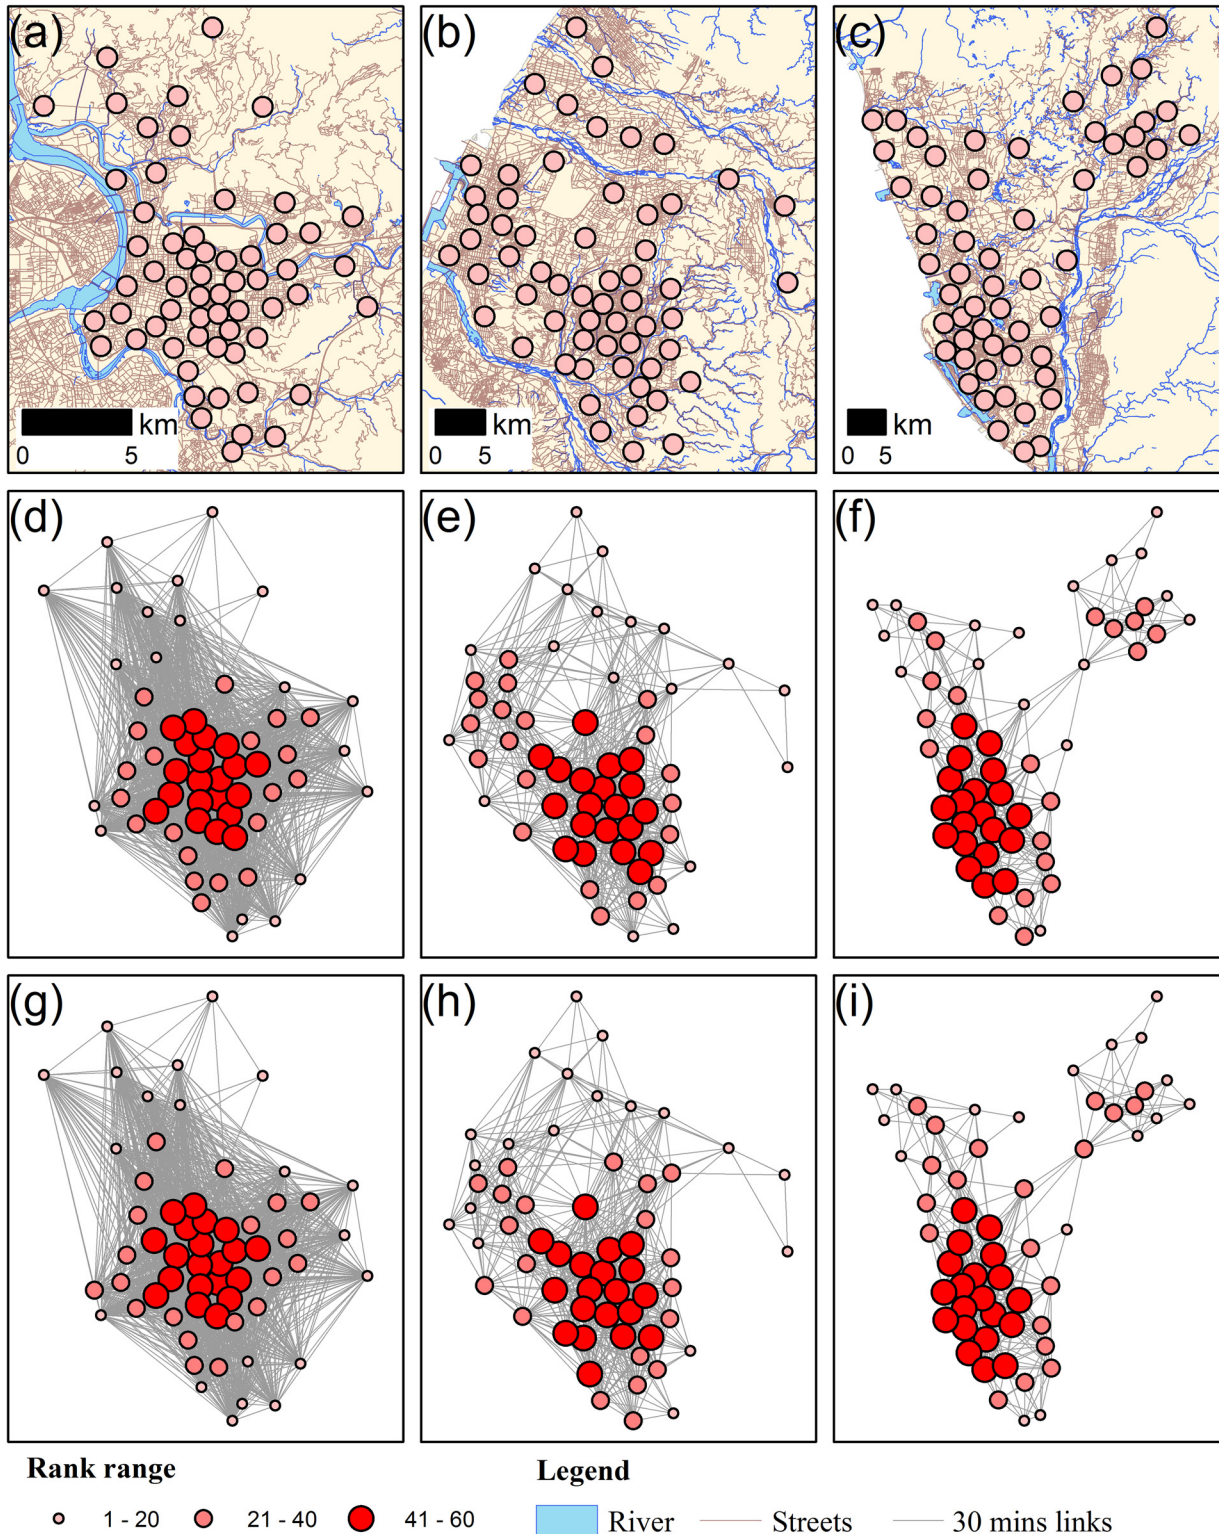 (a) (b) (c)
km km km
0 5 0 5 0 5
(d) (e) (f)
(g) (h) (i)
Rank range Legend
1 - 20 21 - 40 41 - 60 River Streets 30 mins links